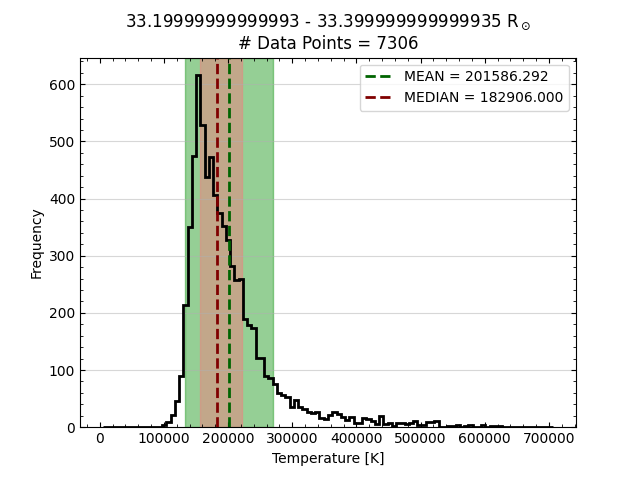 33.19999999999993 - 33.399999999999935 R⊙
# Data Points = 7306
MEAN = 201586.292
MEDIAN = 182906.000
Frequency
600
500
400
300
200
100
0
0 100000 200000 300000 400000 500000 600000 700000
Temperature [K]